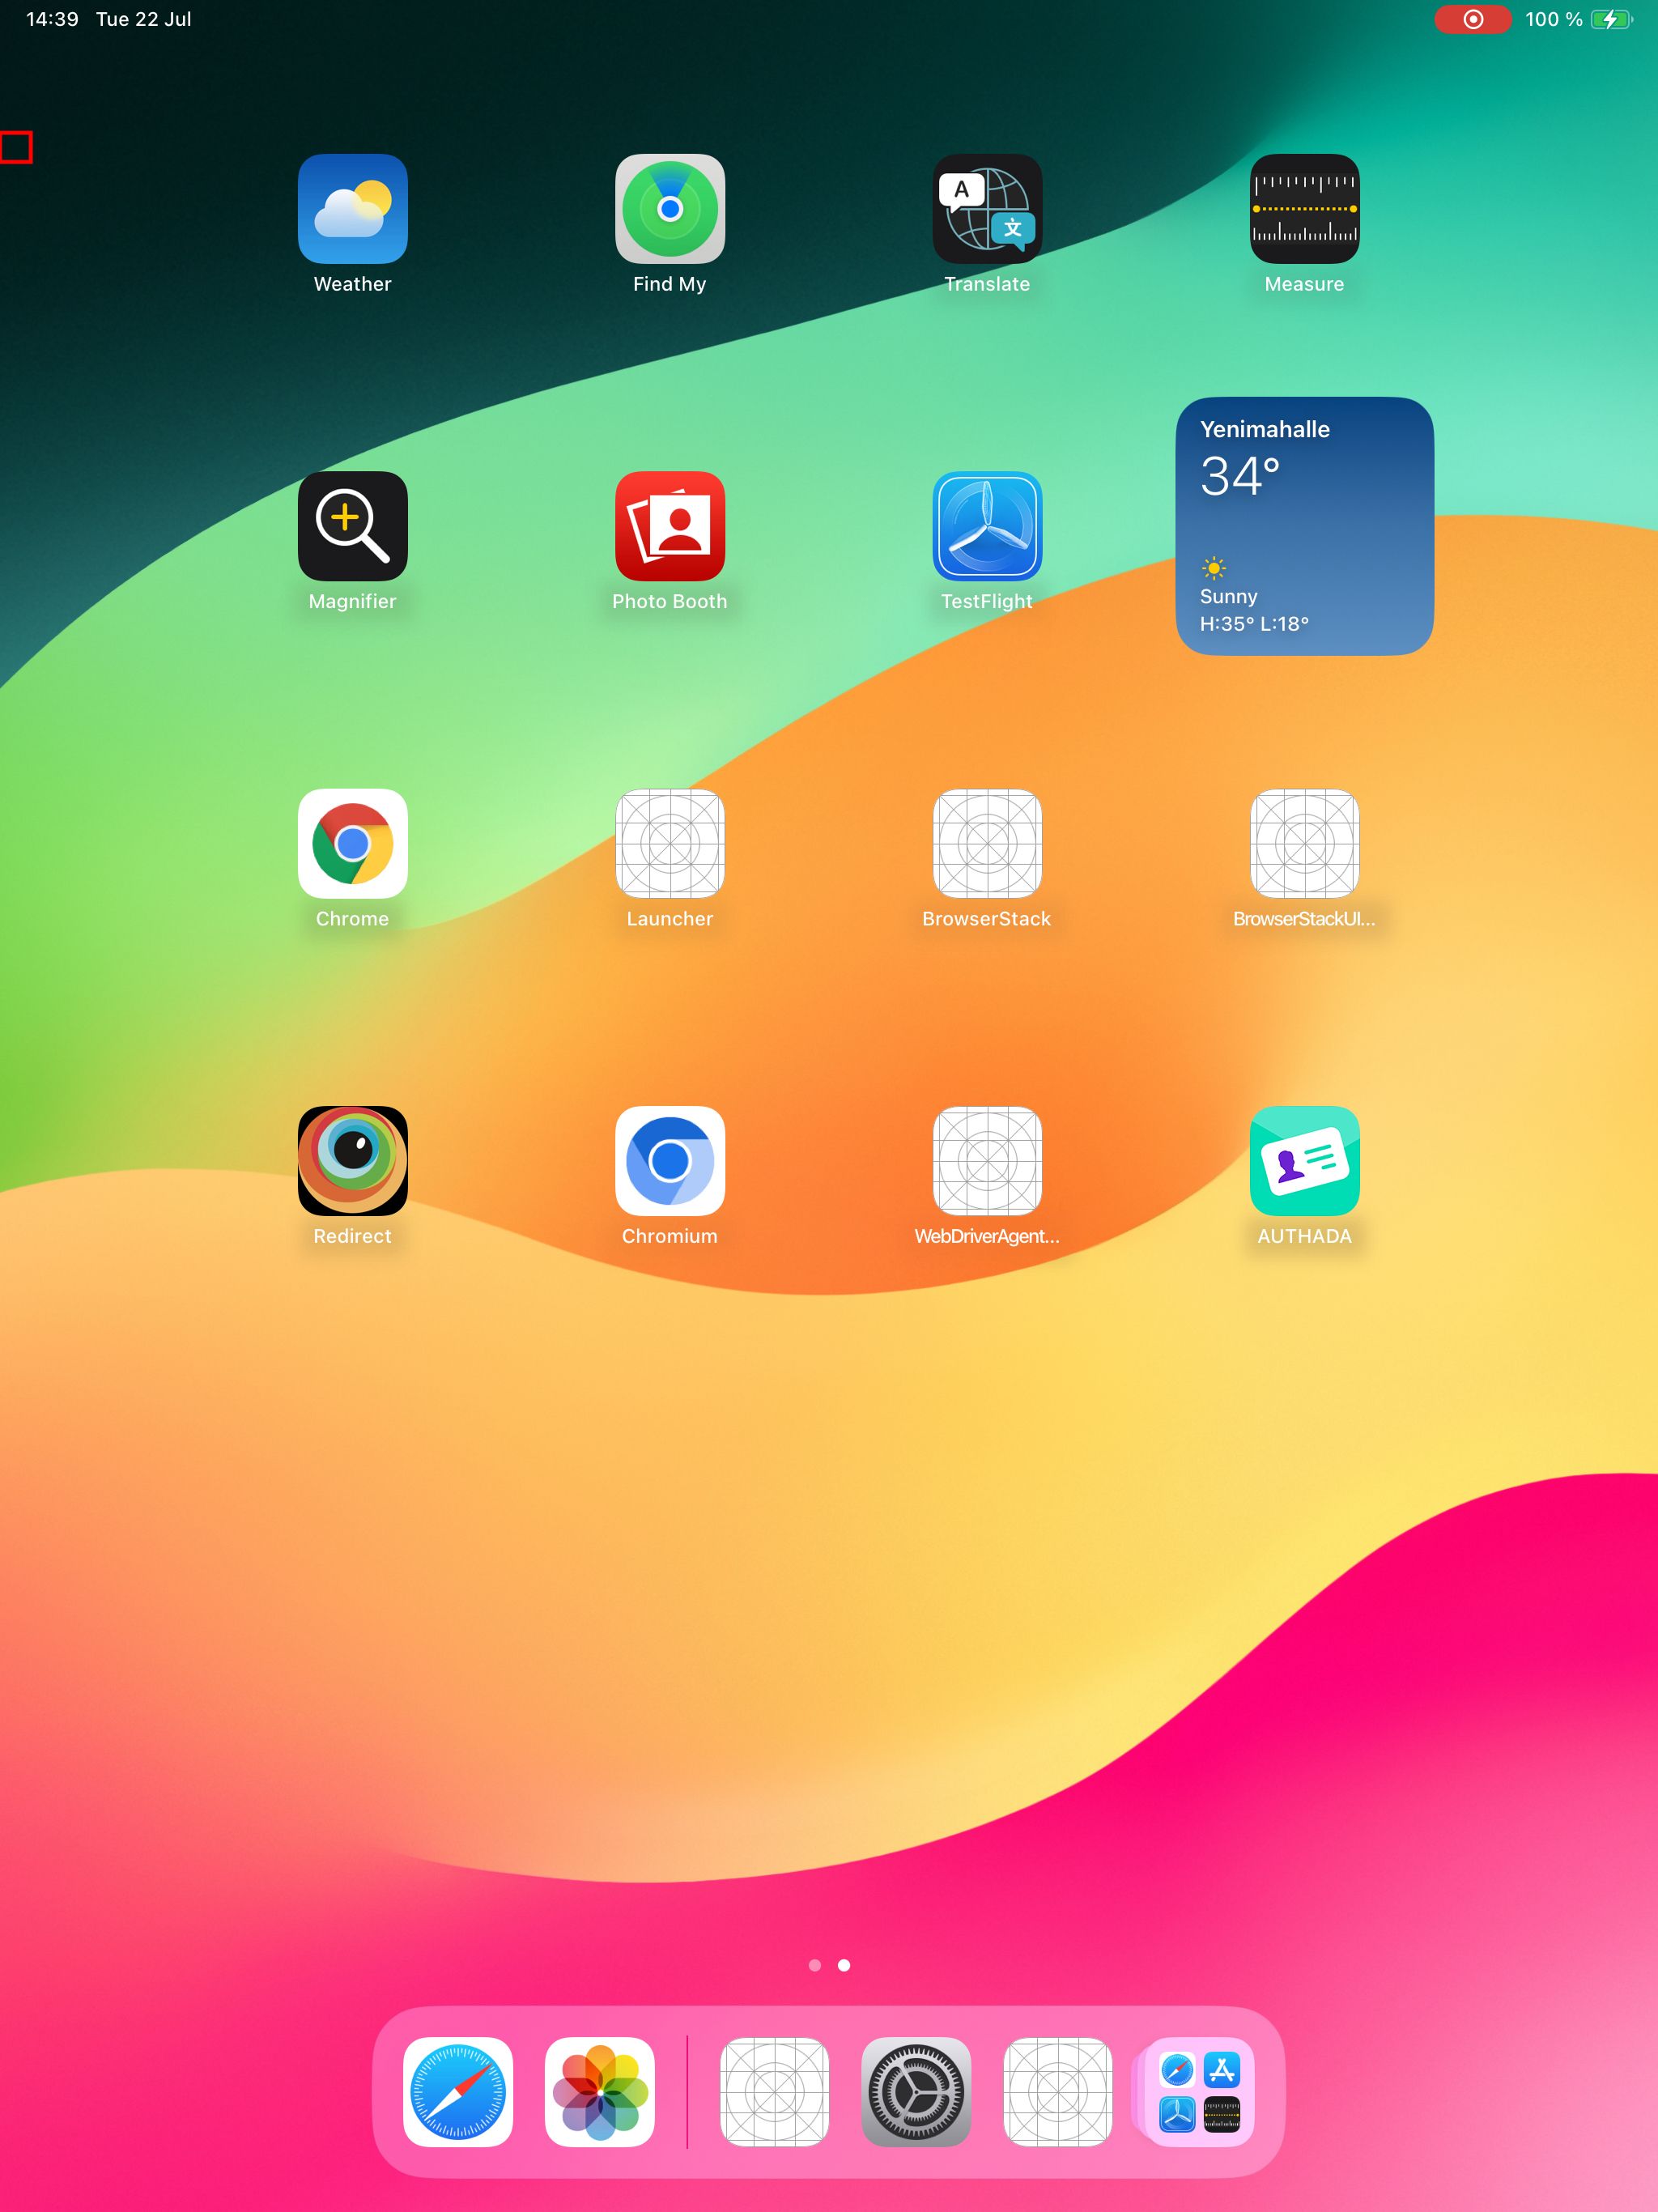 14:39 Tue 22 Jul
100 %
A
文
Weather Find My Translate Measure
Yenimahalle
34°
Sunny
H:35° L:18°
Magnifier Photo Booth TestFlight
Chrome Launcher BrowserStack BrowserStackUI...
Redirect Chromium WebDriverAgent... AUTHADA